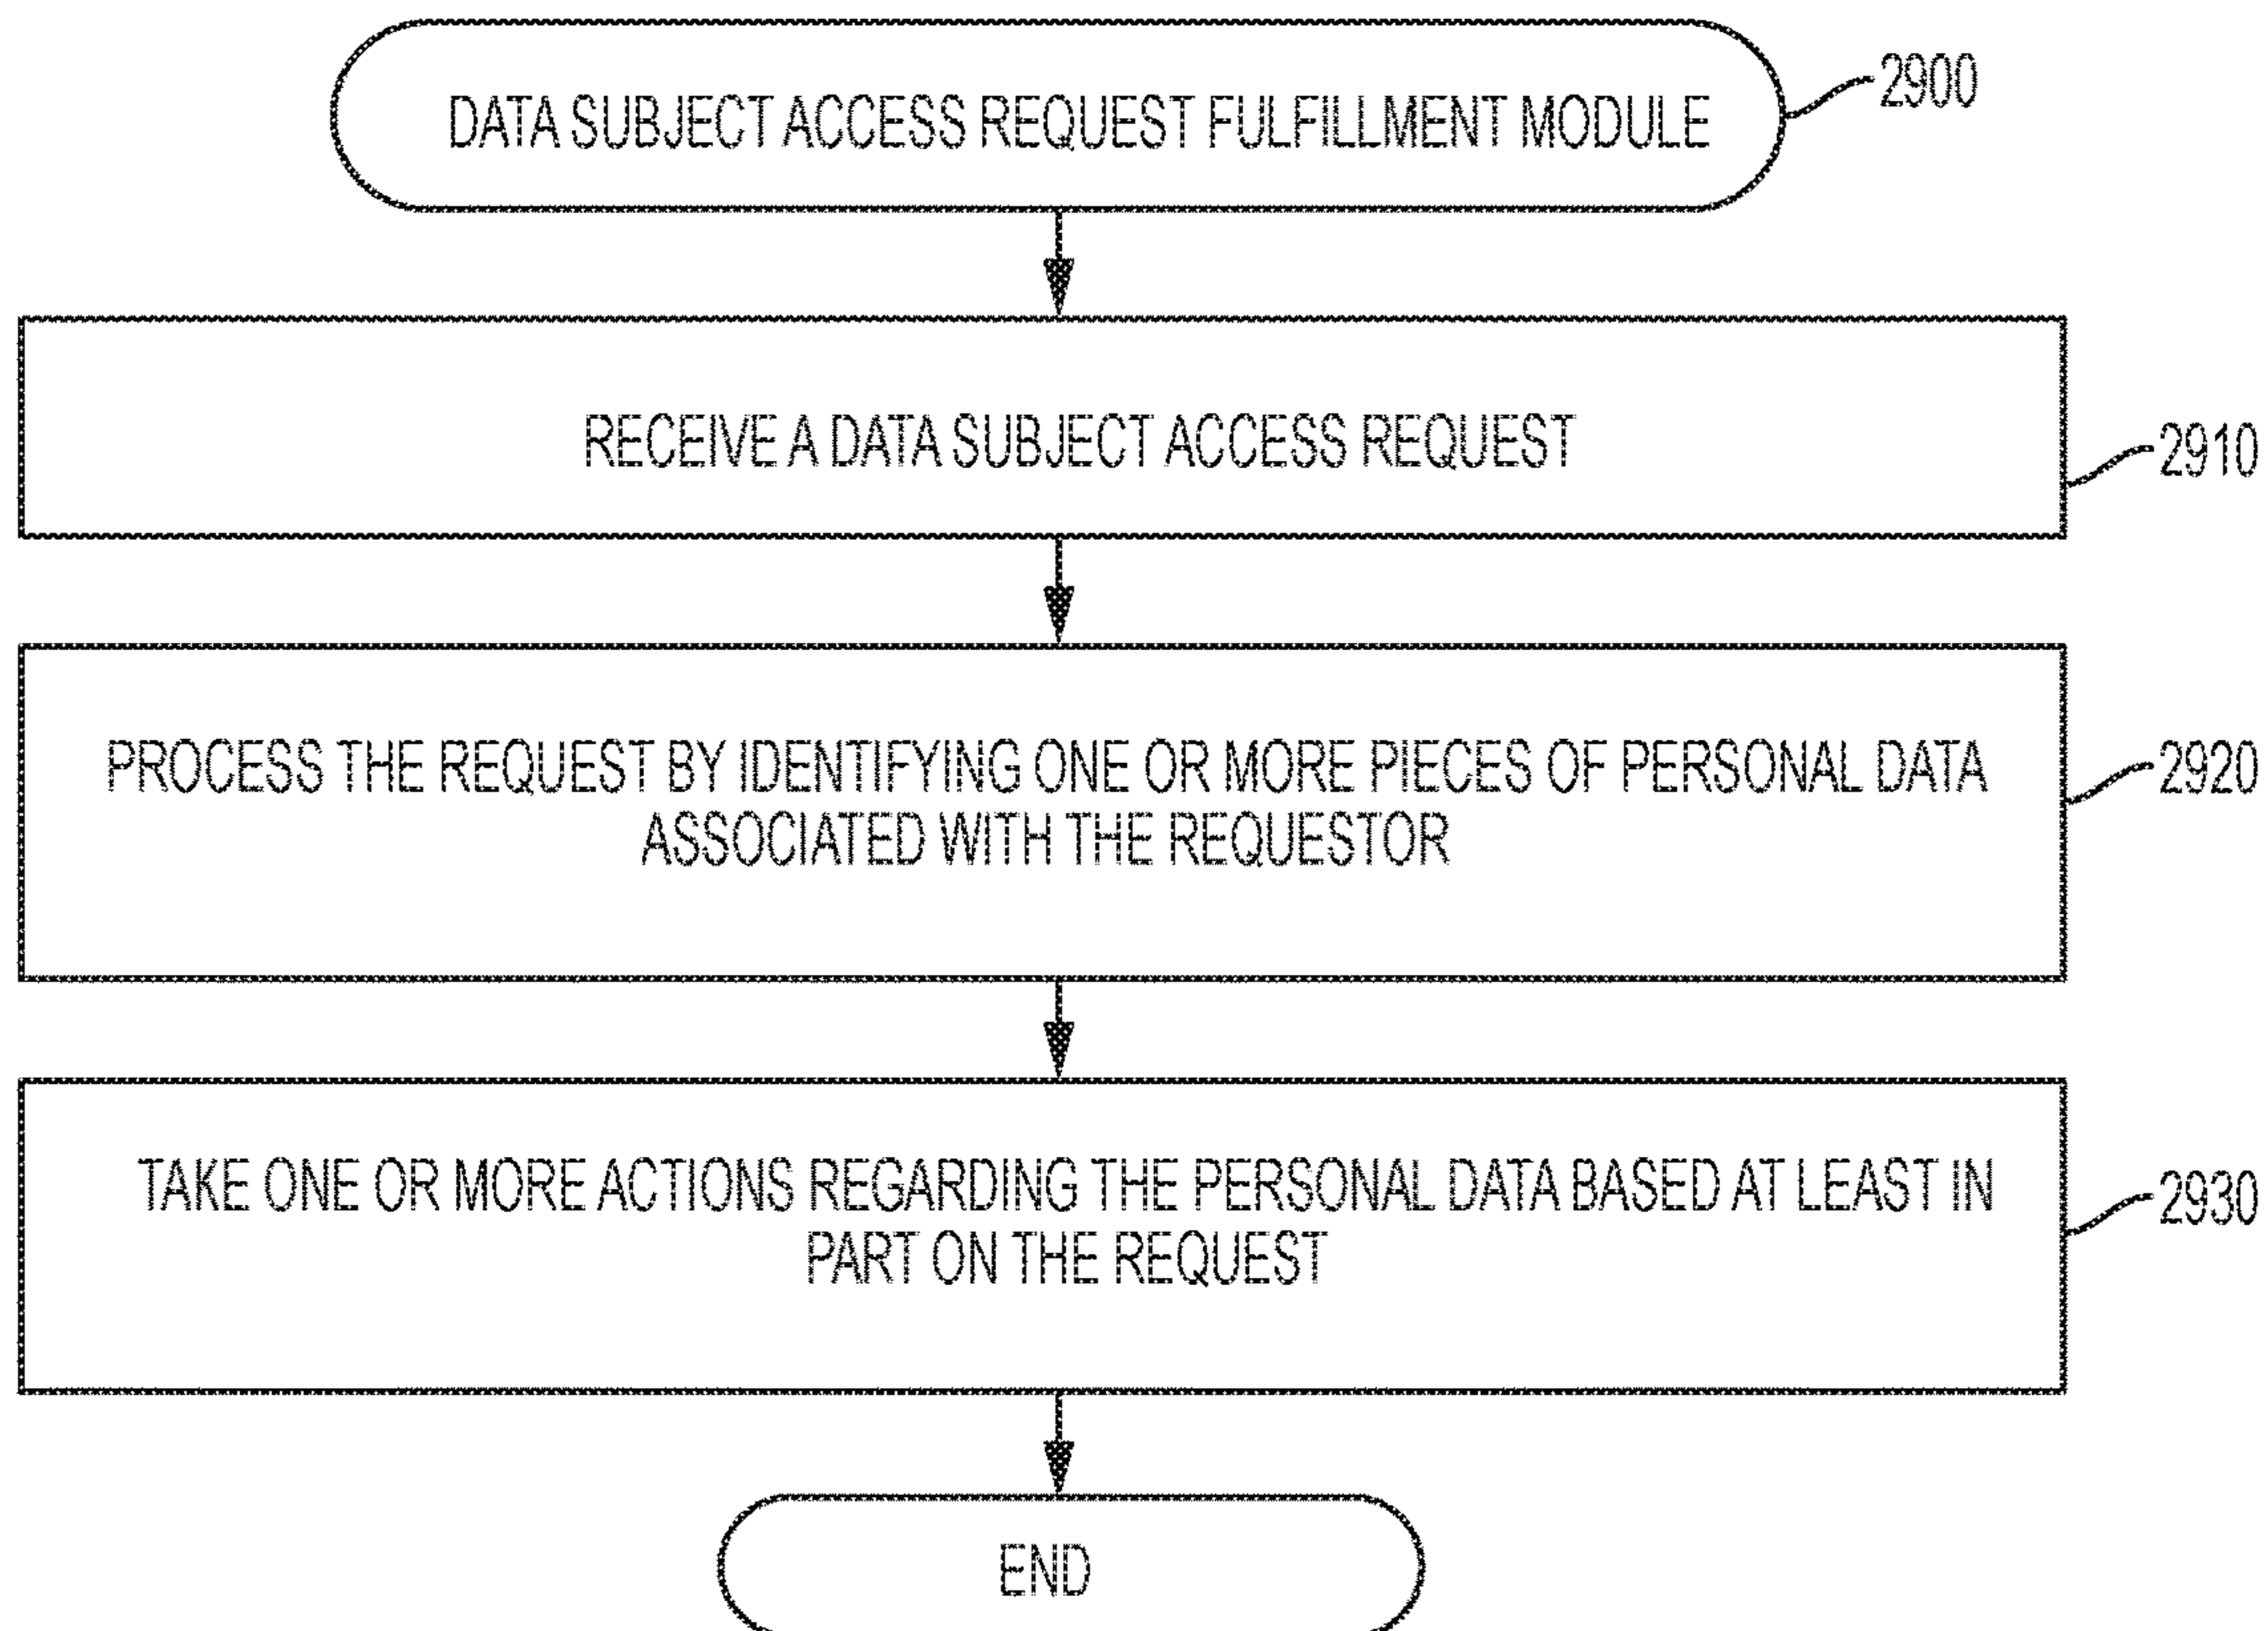 DATA SUBJECT ACCESS REQUEST FULFILLMENT MODULE
2900
RECEIVE A DATA SUBJECT ACCESS REQUEST
2910
PROCESS THE REQUEST BY IDENTIFYING ONE OR MORE PIECES OF PERSONAL DATA
ASSOCIATED WITH THE REQUESTOR
2920
TAKE ONE OR MORE ACTIONS REGARDING THE PERSONAL DATA BASED AT LEAST IN
PART ON THE REQUEST
2930
END